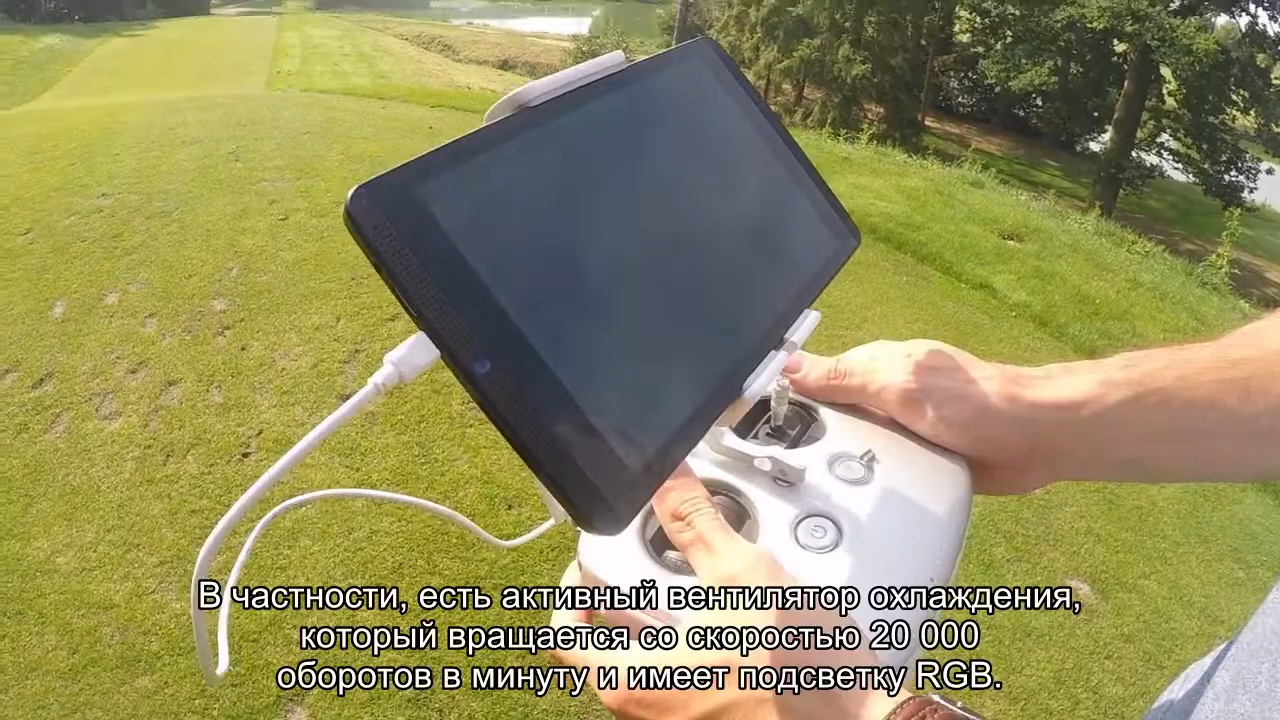 В частности, есть активный вентилятор охлаждения,
который вращается со скоростью 20 000
оборотов в минуту и имеет подсветку RGB.